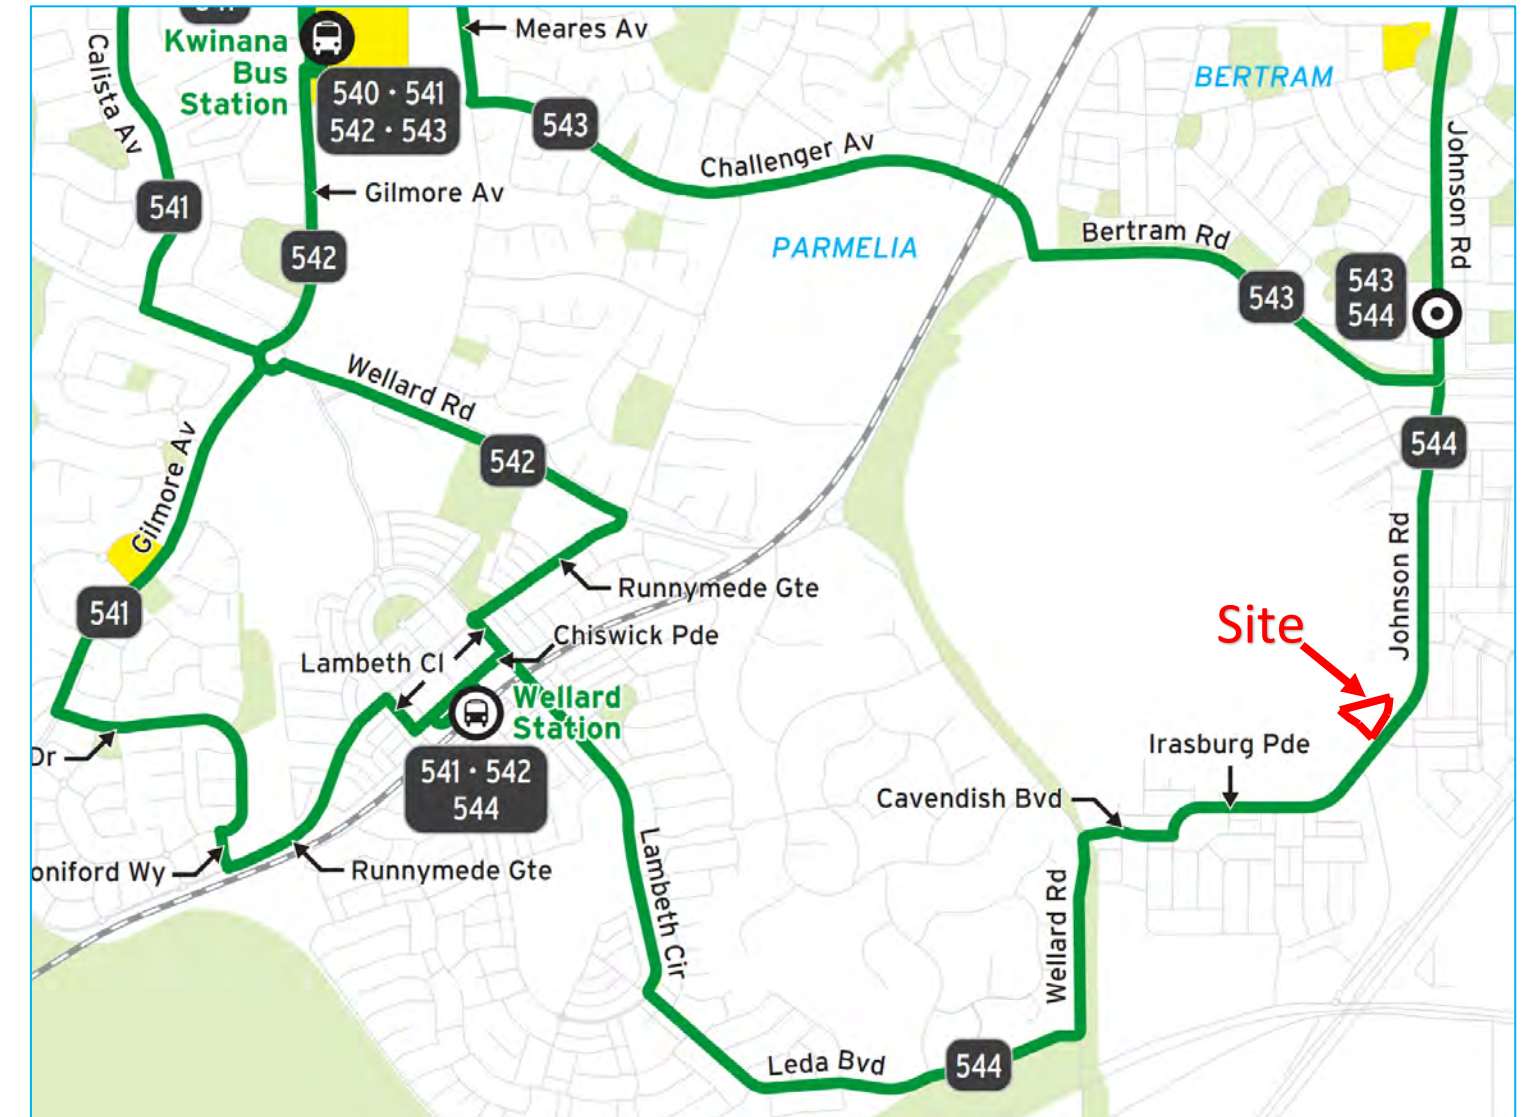 Meares Av
Kwinana
Bus
Station
Calista Av
540 · 541
542 · 543
543
BERTRAM
Johnson Rd
Challenger Av
541
Gilmore Av
542
PARMELIA
Bertram Rd
543
543
544
Wellard Rd
542
544
Gilmore Av
Johnson Rd
541
Runnymede Gte
Chiswick Pde
Lambeth Cl
Site
Wellard
Station
Dr
541 · 542
544
Irasburg Pde
Cavendish Bvd
oniford Wy
Runnymede Gte
Lambeth Cir
Wellard Rd
Leda Bvd
544